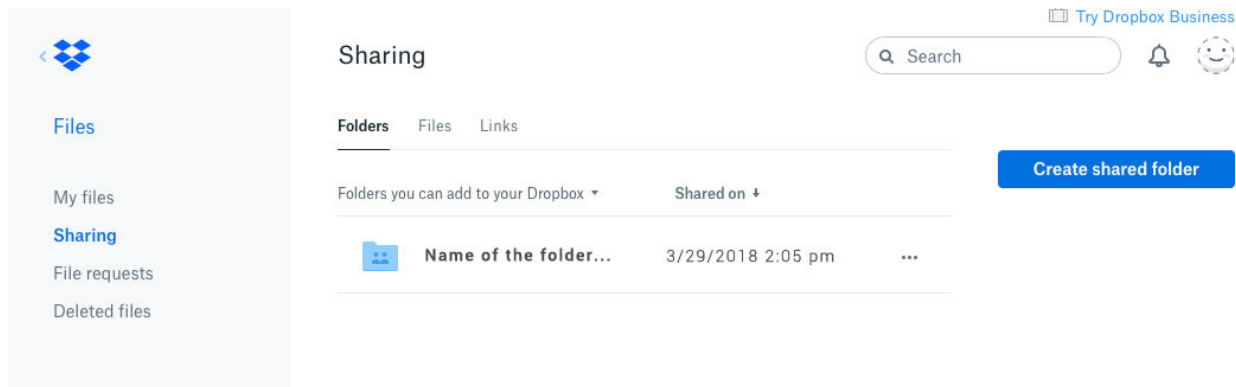 Try Dropbox Business
Sharing
Search
Files
Folders Files Links
Create shared folder
Folders you can add to your Dropbox Shared on
My files
Sharing
Name of the folder... 3/29/2018 2:05 pm ...
File requests
Deleted files